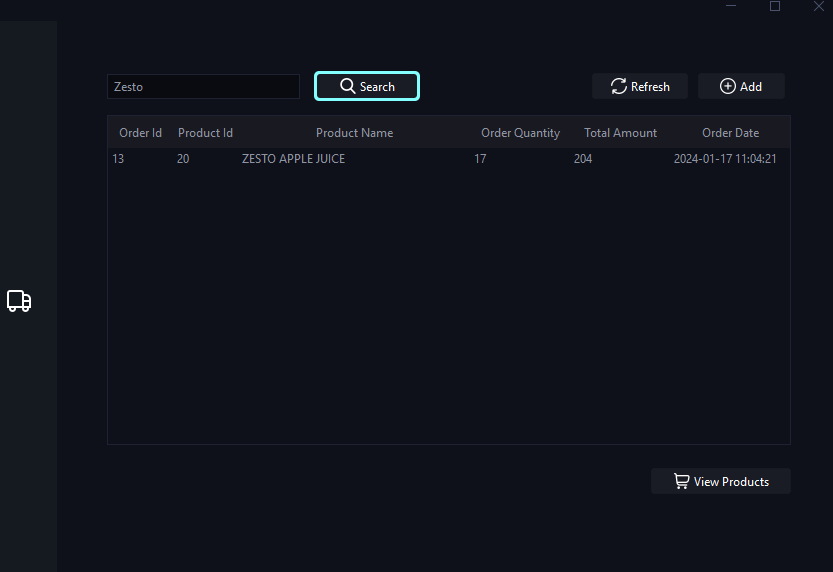 Zesto Search Refresh Add
Order Id Product Id Product Name Order Quantity Total Amount Order Date
13 20 ZESTO APPLE JUICE 17 204 2024-01-17 11:04:21
View Products